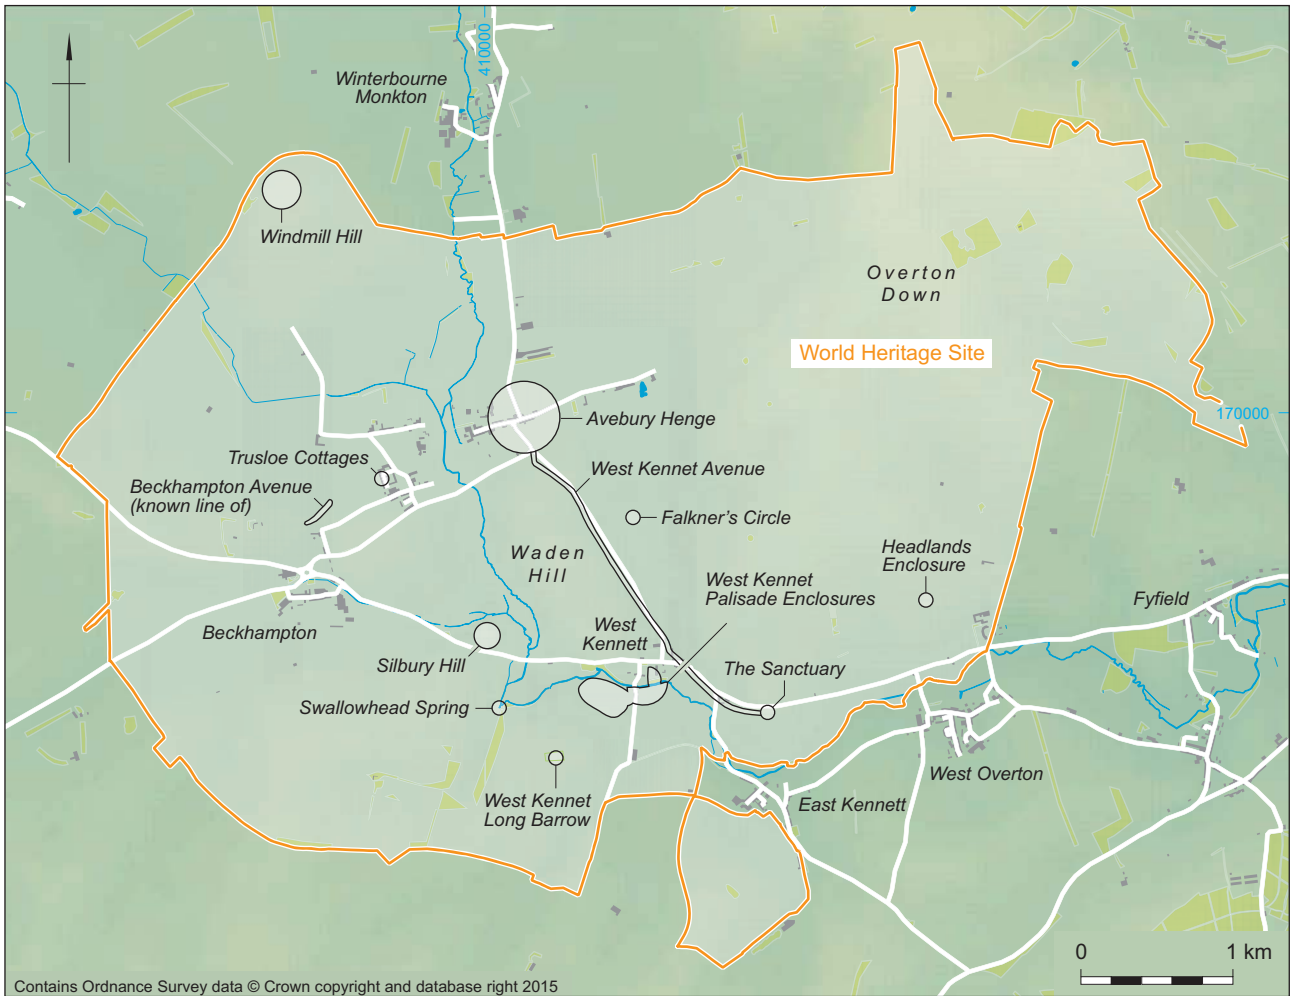 410000
Winterbourne
Monkton
Windmill Hill
Overton
Down
World Heritage Site
170000
Avebury Henge
West Kennet Avenue
Trusloe Cottages
Beckhampton Avenue
(known line of)
Falkner's Circle
Waden
Hill
Headlands
Enclosure
West Kennet
Palisade Enclosures
Fyfield
Beckhampton
West
Kennett
Silbury Hill
The Sanctuary
Swallowhead Spring
West Overton
West Kennet
Long Barrow
East Kennett
0 1 km
Contains Ordnance Survey data © Crown copyright and database right 2015